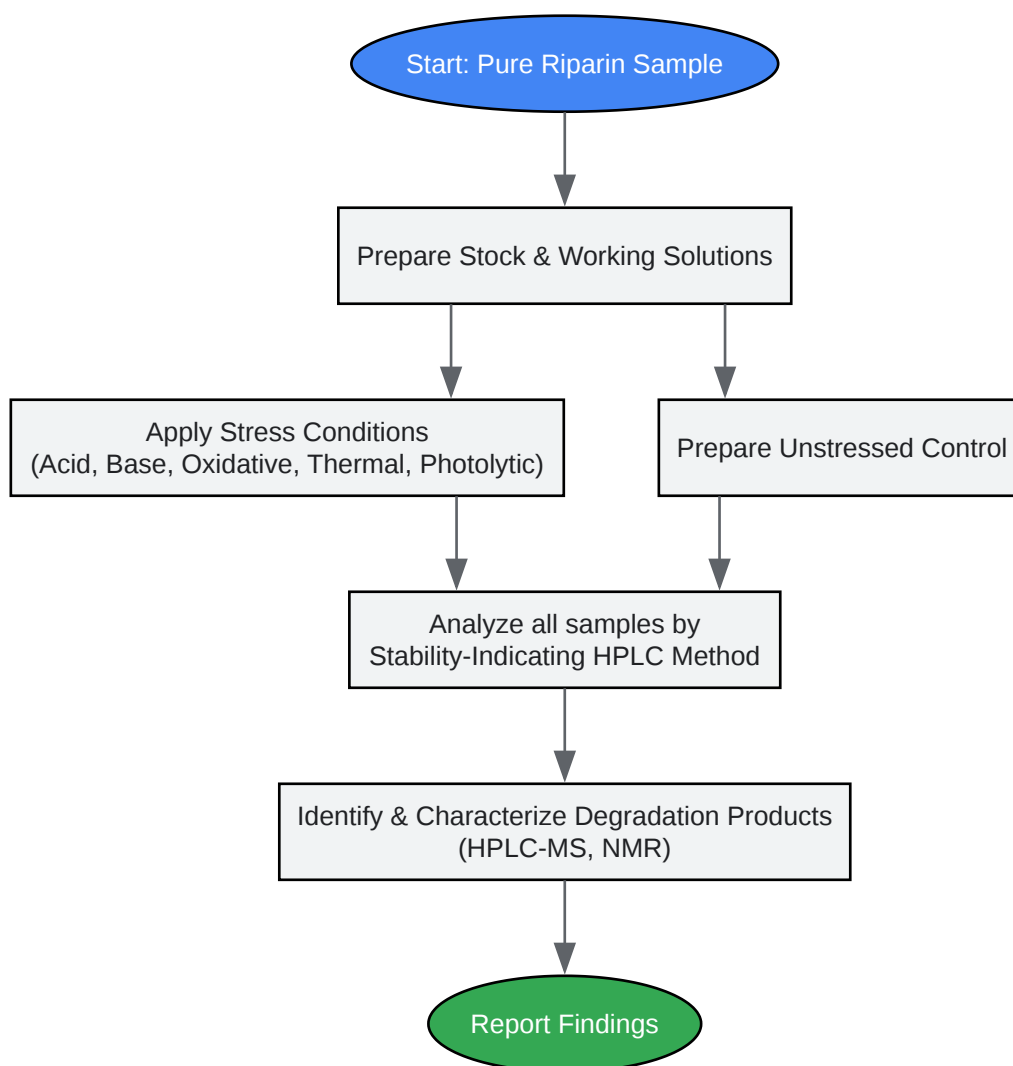 Start: Pure Riparin Sample
Prepare Stock & Working Solutions
Apply Stress Conditions
(Acid, Base, Oxidative, Thermal, Photolytic)
Prepare Unstressed Control
Analyze all samples by
Stability-Indicating HPLC Method
Identify & Characterize Degradation Products
(HPLC-MS, NMR)
Report Findings